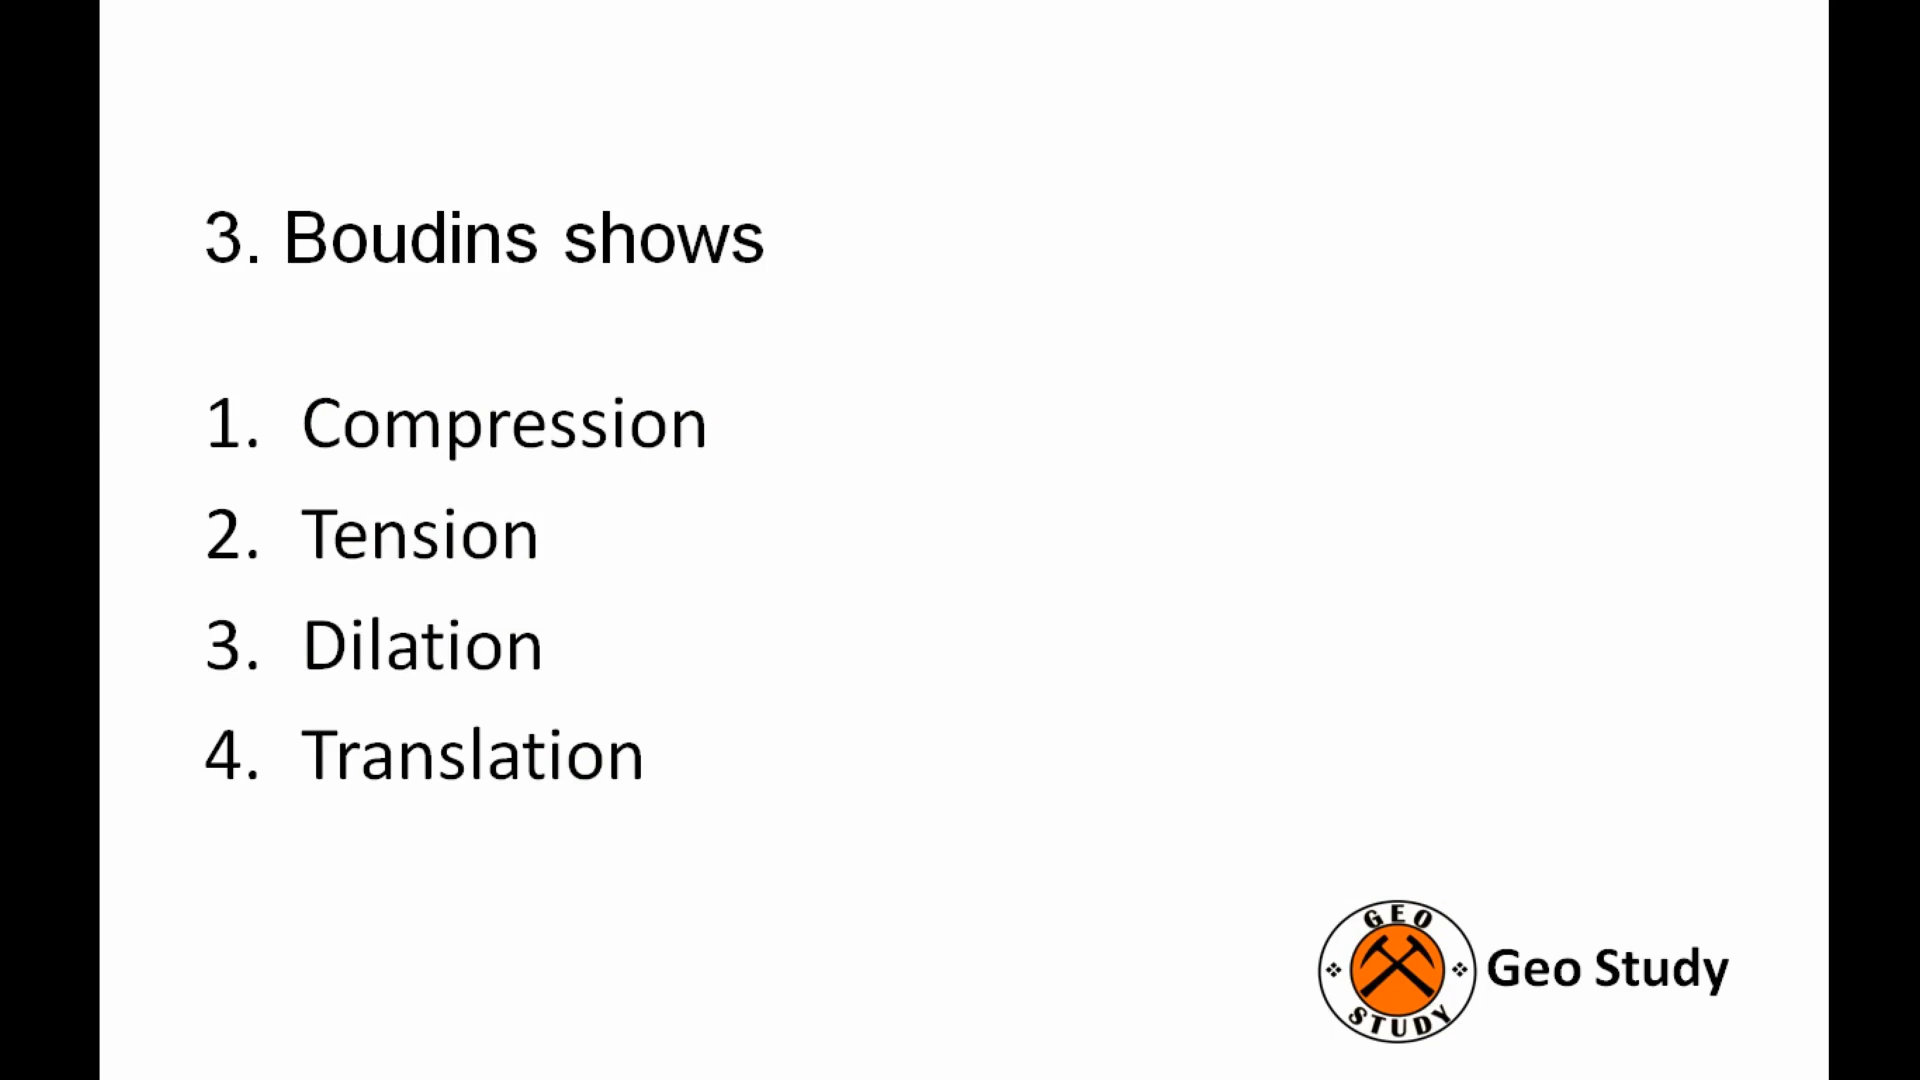 3. Boudins shows
1. Compression
2. Tension
3. Dilation
4. Translation
GEO
STUDY
Geo Study